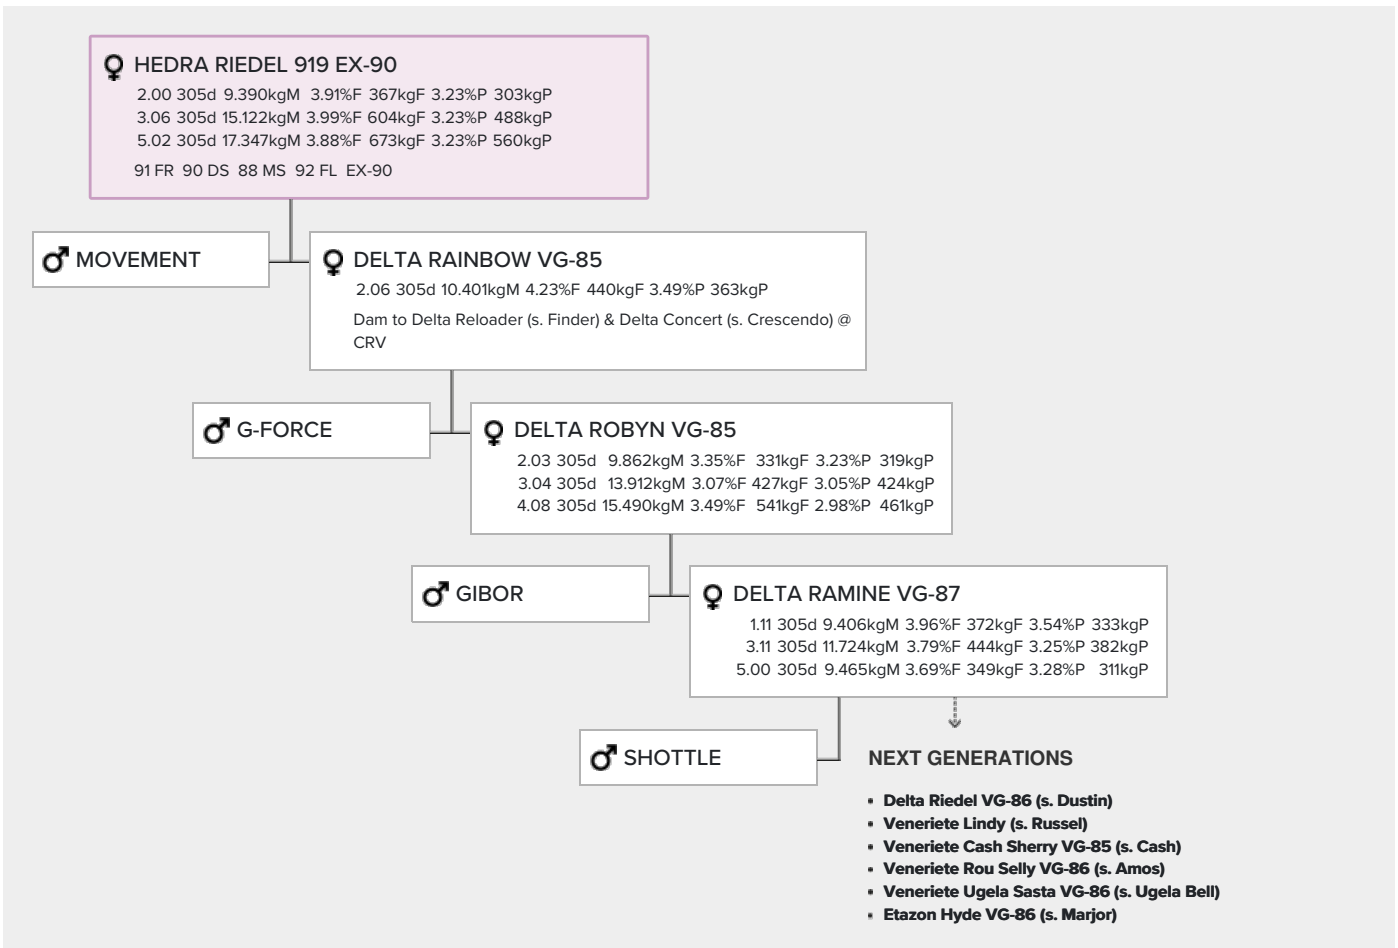 HEDRA RIEDEL 919 EX-90
2.00 305d 9.390kgM 3.91%F 367kgF 3.23%P 303kgP
3.06 305d 15.122kgM 3.99%F 604kgF 3.23%P 488kgP
5.02 305d 17.347kgM 3.88%F 673kgF 3.23%P 560kgP
91 FR 90 DS 88 MS 92 FL EX-90
MOVEMENT
DELTA RAINBOW VG-85
2.06 305d 10.401kgM 4.23%F 440kgF 3.49%P 363kgP
Dam to Delta Reloader (s. Finder) & Delta Concert (s. Crescendo) @
CRV
G-FORCE
DELTA ROBYN VG-85
2.03 305d 9.862kgM 3.35%F 331kgF 3.23%P 319kgP
3.04 305d 13.912kgM 3.07%F 427kgF 3.05%P 424kgP
4.08 305d 15.490kgM 3.49%F 541kgF 2.98%P 461kgP
GIBOR
DELTA RAMINE VG-87
1.11 305d 9.406kgM 3.96%F 372kgF 3.54%P 333kgP
3.11 305d 11.724kgM 3.79%F 444kgF 3.25%P 382kgP
5.00 305d 9.465kgM 3.69%F 349kgF 3.28%P 311kgP
SHOTTLE
NEXT GENERATIONS
• Delta Riedel VG-86 (s. Dustin)
• Veneriete Lindy (s. Russel)
• Veneriete Cash Sherry VG-85 (s. Cash)
• Veneriete Rou Selly VG-86 (s. Amos)
• Veneriete Ugela Sasta VG-86 (s. Ugela Bell)
• Etazon Hyde VG-86 (s. Marjor)